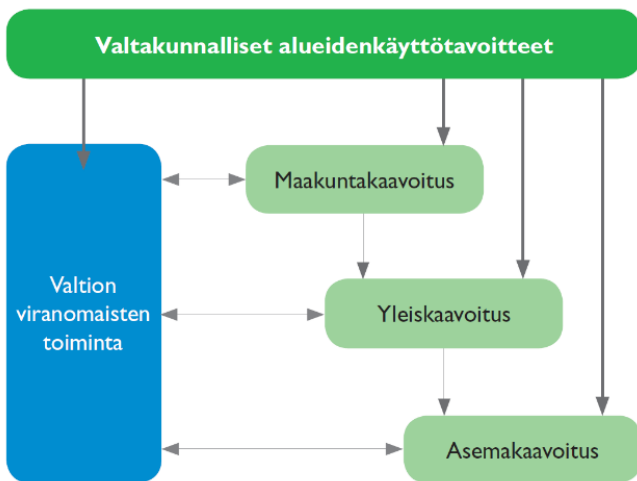 Valtakunnalliset alueidenkäyttötavoitteet
Maakuntakaavoitus
Valtion
viranomaisten
toiminta
Yleiskaavoitus
Asemakaavoitus